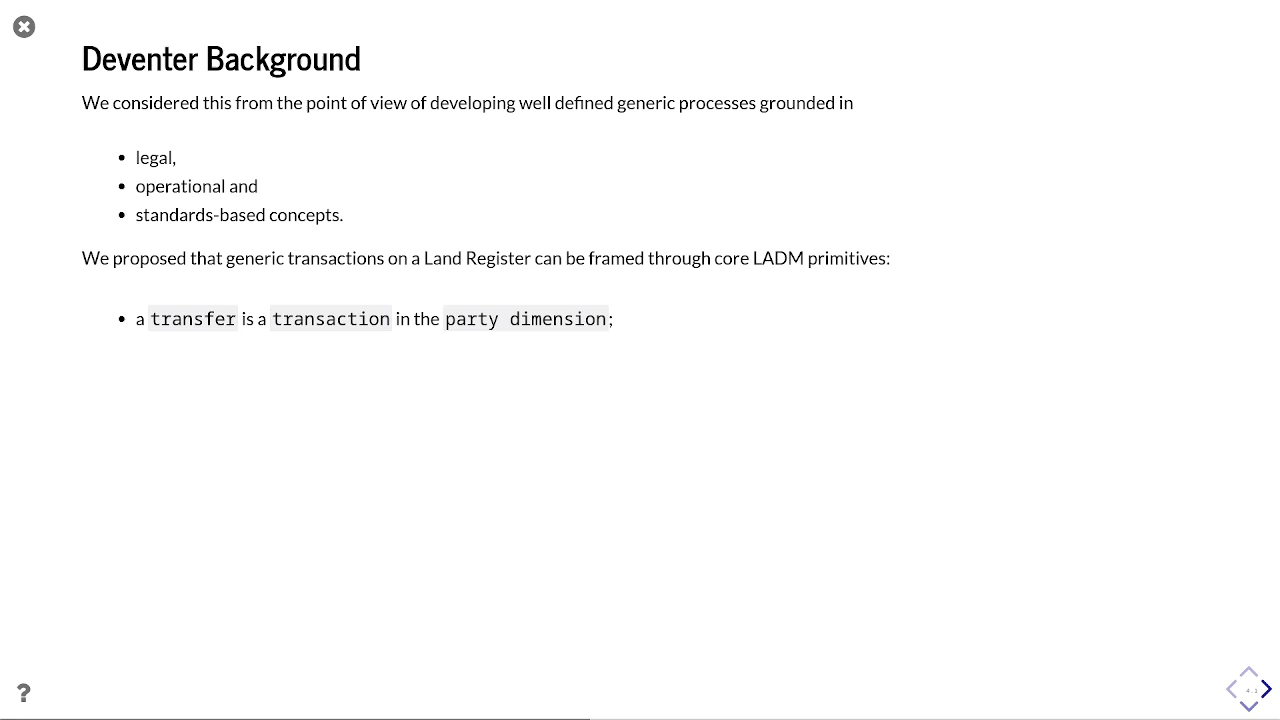 Deventer Background
We considered this from the point of view of developing well defined generic processes grounded in
• legal,
• operational and
• standards-based concepts.
We proposed that generic transactions on a Land Register can be framed through core LADM primitives:
• a transfer is a transaction in the party dimension;
?